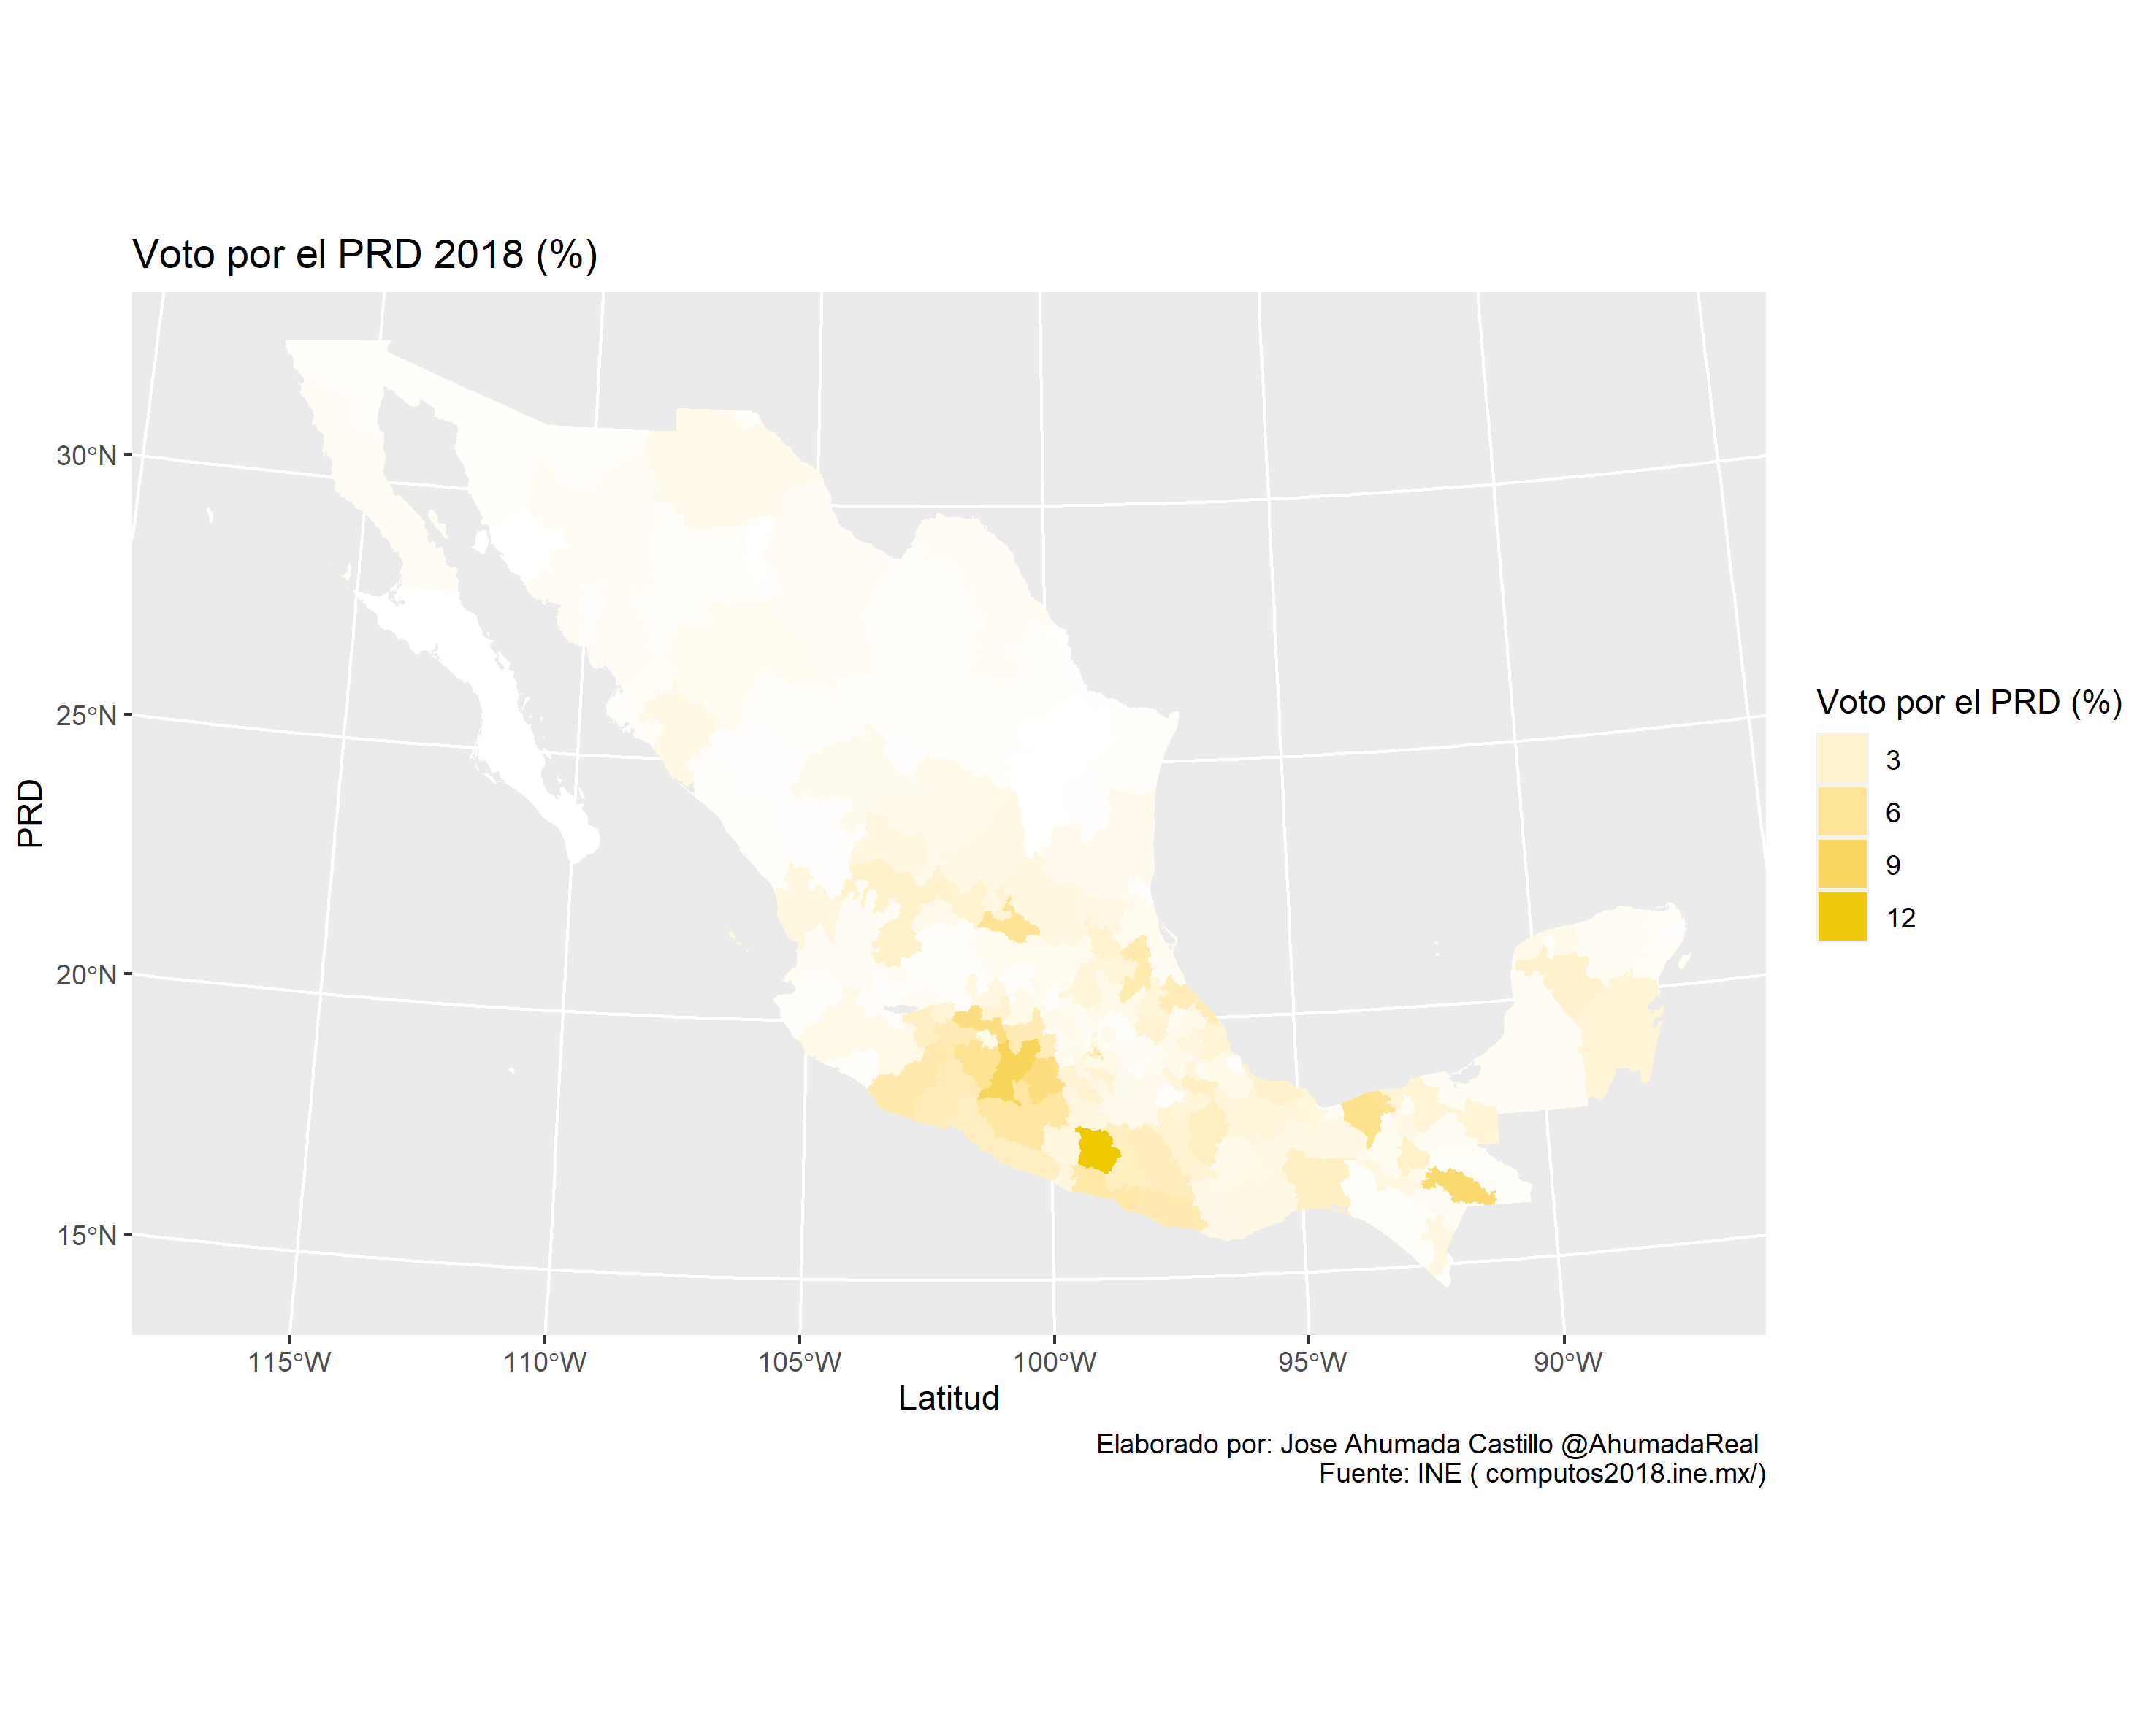 Voto por el PRD 2018 (%)
30°N
25°N
20°N
15°N
PRD
115°W
110°W
105°W
100°W
95°W
90°W
Latitud
Voto por el PRD (%)
3
6
9
12
Elaborado por: Jose Ahumada Castillo @AhumadaReal
Fuente: INE ( computos2018.ine.mx/)